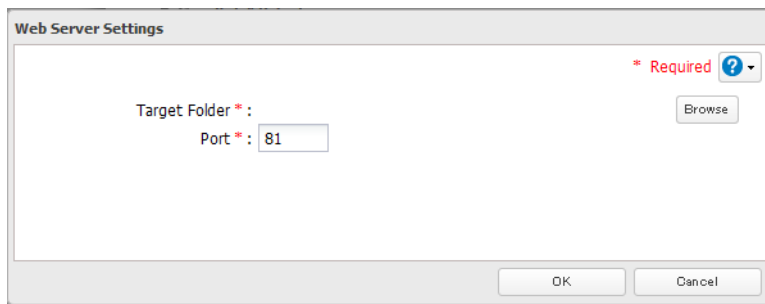 Web Server Settings
* Required ?
Target Folder * :
Browse
Port * : 81
OK
Cancel